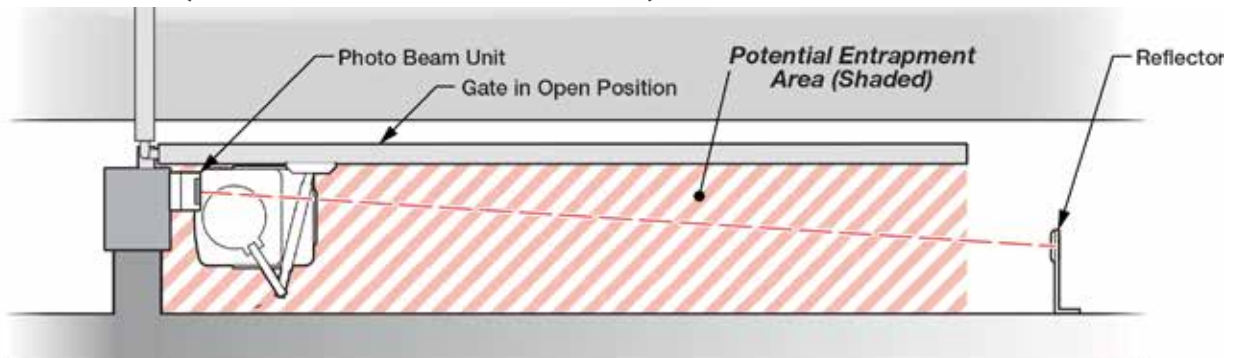 Photo Beam Unit
Gate in Open Position
Potential Entrapment
Area (Shaded)
Reflector